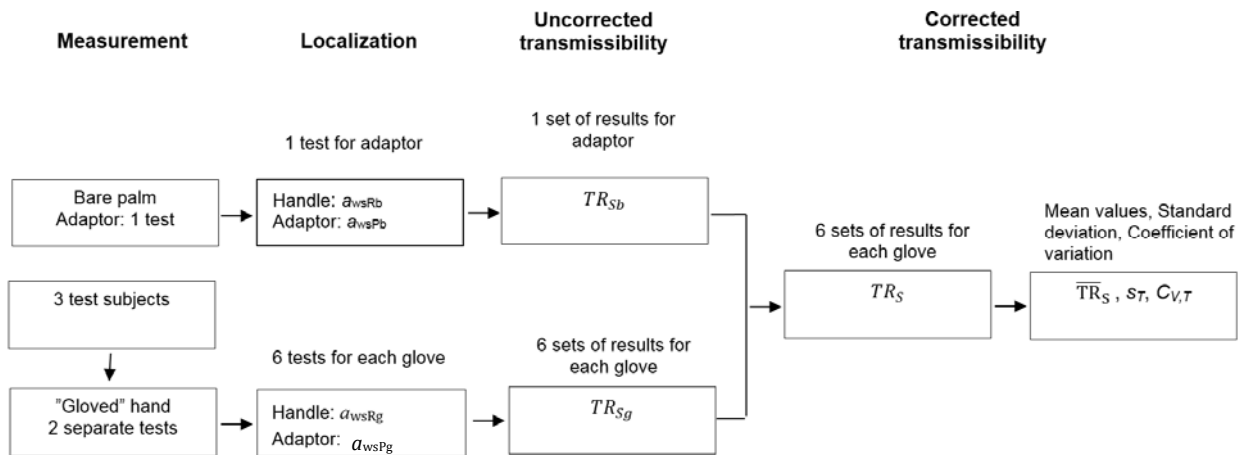 Measurement
Localization
Uncorrected
transmissibility
Corrected
transmissibility
1 test for adaptor
1 set of results for
adaptor
Bare palm
Adaptor: 1 test
Handle: awsRb
Adaptor: awsPb
TRSb
3 test subjects
6 tests for each glove
6 sets of results for
each glove
"Gloved" hand
2 separate tests
Handle: awsRg
Adaptor: awsPg
TRSg
6 sets of results for
each glove
TRS
Mean values, Standard
deviation, Coefficient of
variation
T̅R̅S , sT, CV,T